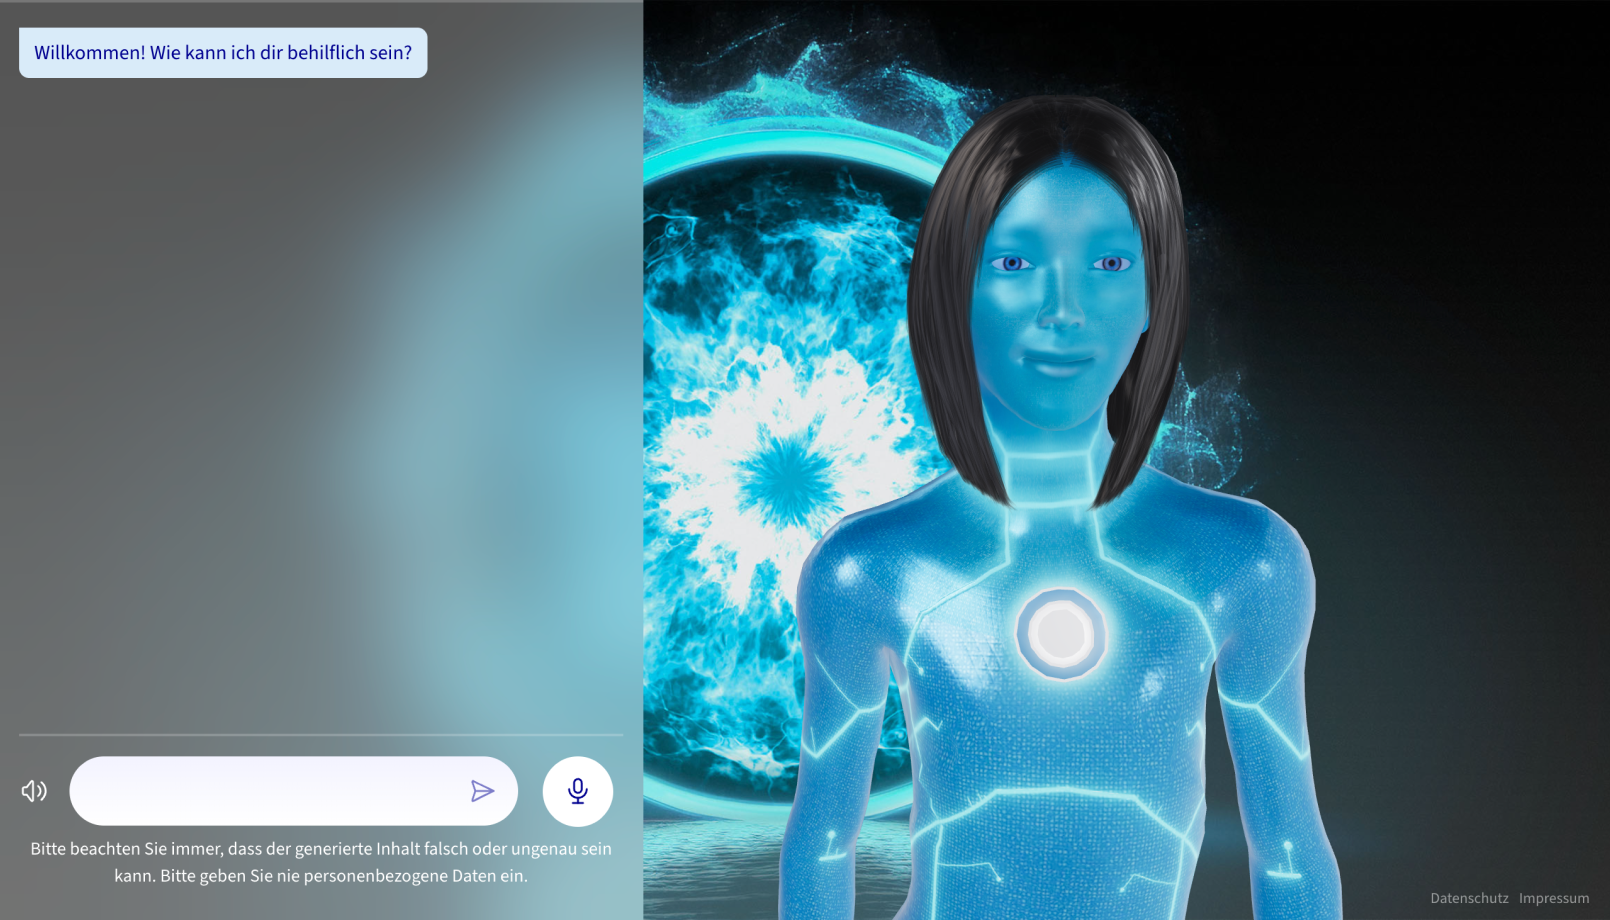 Willkommen! Wie kann ich dir behilflich sein?
Bitte beachten Sie immer, dass der generierte Inhalt falsch oder ungenau sein
kann. Bitte geben Sie nie personenbezogene Daten ein.
Datenschutz Impressum